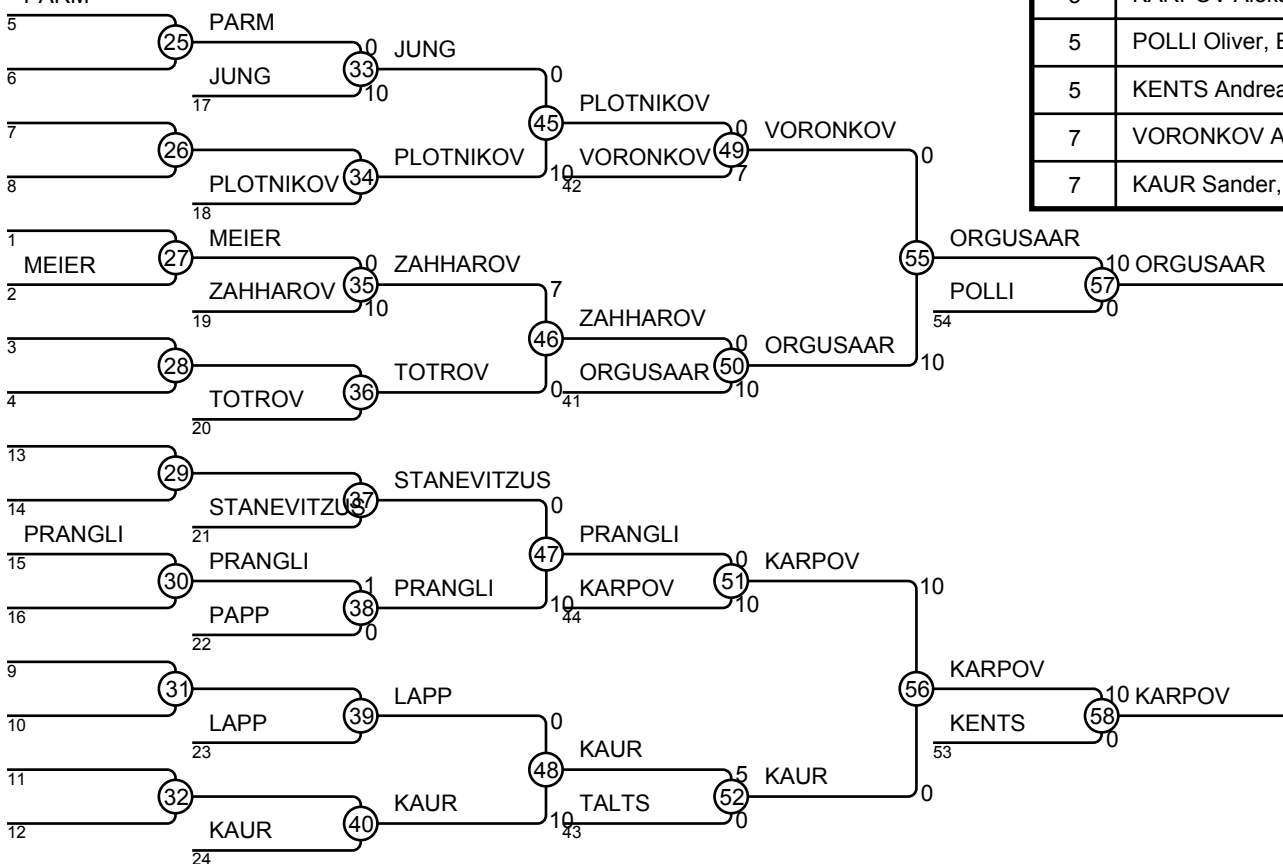 5 PARM
25 PARM
6
0 JUNG
33
JUNG
17
10
0
7
26
PLOTNIKOV
45
PLOTNIKOV
8
PLOTNIKOV 34
18
10
VORONKOV
42
0
49
7
VORONKOV
0
1
MEIER
2
27
MEIER
ZAHHAROV
19
0
35
10
ZAHHAROV
7
3
28
4
TOTROV
20
36
TOTROV
0
46
ZAHHAROV
ORGUSAAR
41
0
50
10
ORGUSAAR
10
55
ORGUSAAR
POLLI
54
10
57
0
ORGUSAAR
13
29
14
STANEVITZUS
21
37
STANEVITZUS
0
PRANGLI
15
30
16
PRANGLI
PAPP
22
1
38
0
PRANGLI
10
47
PRANGLI
KARPOV
44
0
51
10
KARPOV
10
9
31
10
LAPP
23
39
LAPP
0
11
32
12
KAUR
24
40
KAUR
10
48
KAUR
TALTS
43
5
52
0
KAUR
0
56
KARPOV
KENTS
53
10
58
0
KARPOV
5 POLLI Oliver,
5 KENTS
7 VORONKOV
7 KAUR Sander,